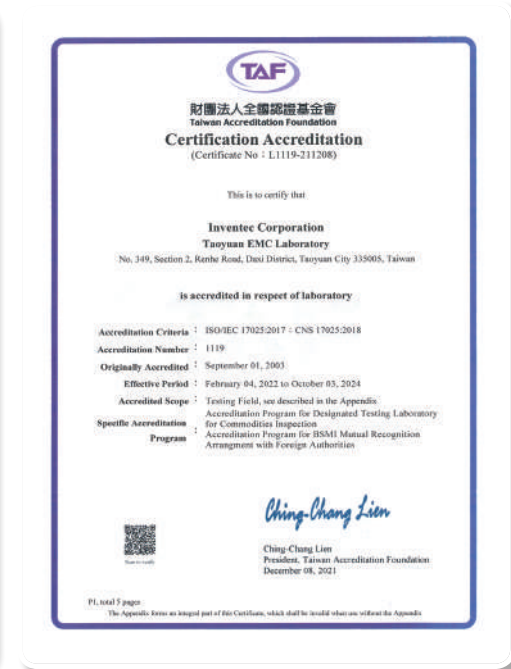 TAF
財團法人全國認證基金會
Taiwan Accreditation Foundation
Certification Accreditation
(Certificate No : L1119-211208)
This is to certify that
Inventec Corporation
Taoyuan EMC Laboratory
No. 349, Section 2, Renhe Road, Daxi District, Taoyuan City 335005, Taiwan
is accredited in respect of laboratory
Accreditation Criteria : ISO/IEC 17025:2017 ; CNS 17025:2018
Accreditation Number : 1119
Originally Accredited : September 01, 2003
Effective Period : February 04, 2022 to October 03, 2024
Accredited Scope : Testing Field, see described in the Appendix
Specific Accreditation Program : Accreditation Program for Designated Testing Laboratory
for Commodities Inspection
Accreditation Program for BSMI Mutual Recognition
Arrangment with Foreign Authorities
Ching-Chang Lien
Ching-Chang Lien
President, Taiwan Accreditation Foundation
December 08, 2021
Scan to verify
P1, total 5 pages
The Appendix forms an integral part of this Certificate, which shall be invalid when use without the Appendix